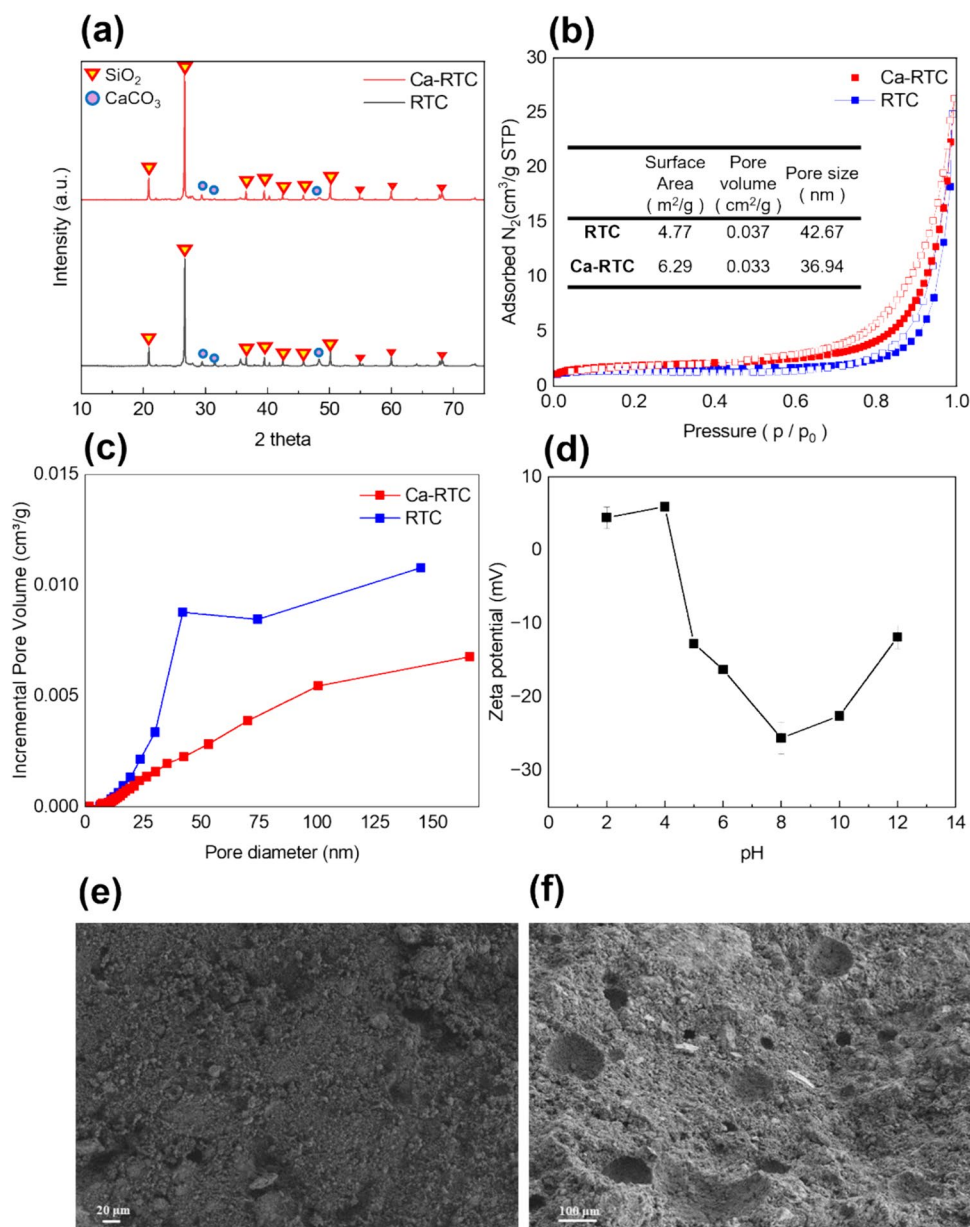 (a)
SiO2
CaCO3
Ca-RTC
RTC
Intensity (a.u.)
10 20 30 40 50 60 70
2 theta
(b)
30
25
20
15
10
5
0
Adsorbed N2(cm3/g STP)
Ca-RTC
RTC
Surface Area ( m2/g) Pore volume ( cm2/g) Pore size ( nm)
RTC 4.77 0.037 42.67
Ca-RTC 6.29 0.033 36.94
0.0 0.2 0.4 0.6 0.8 1.0
Pressure ( p / p0 )
(c)
0.015
0.010
0.005
0.000
Incremental Pore Volume (cm³/g)
Ca-RTC
RTC
0 25 50 75 100 125 150
Pore diameter (nm)
(d)
10
0
−10
−20
−30
Zeta potential (mV)
0 2 4 6 8 10 12 14
pH
(e)
20 µm
(f)
100 µm